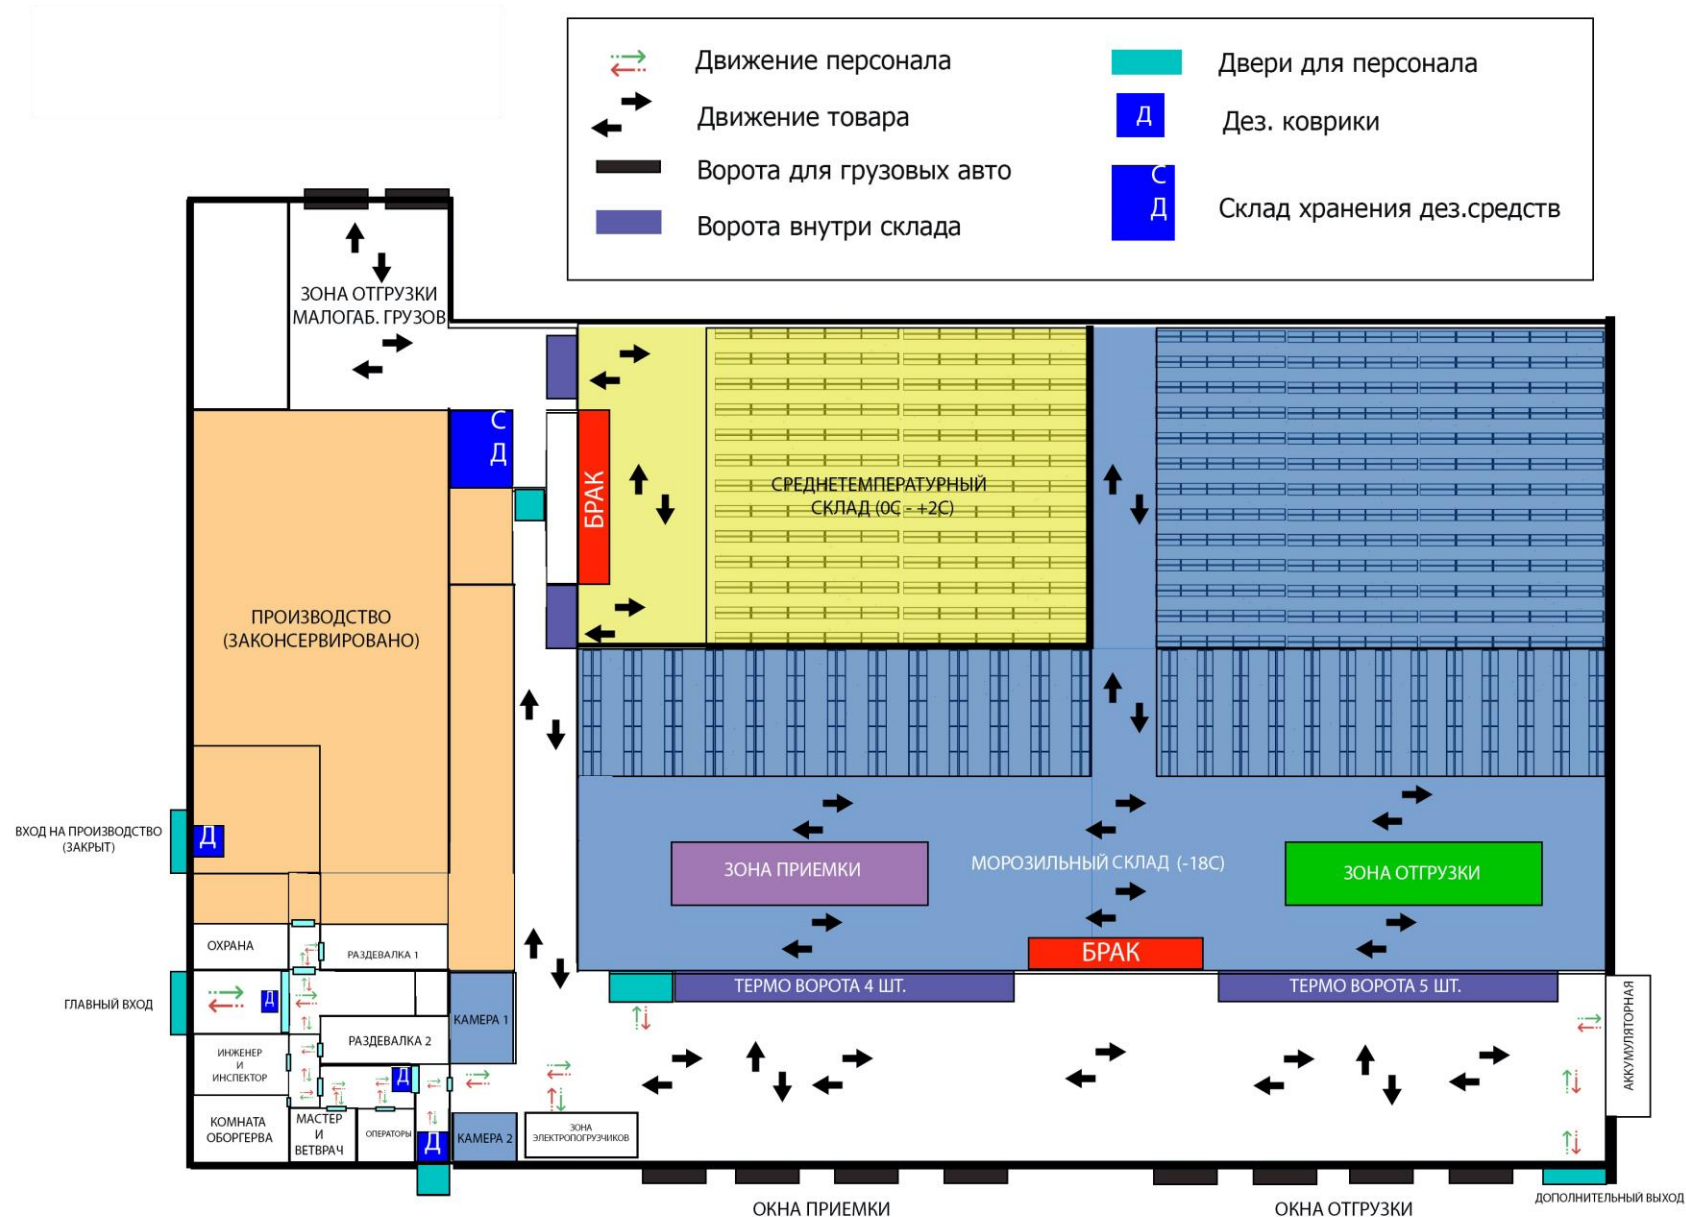 Движение персонала
Движение товара
Ворота для грузовых авто
Ворота внутри склада
Двери для персонала
Д
Дез. коврики
С
Д
Склад хранения дез.средств
ЗОНА ОТГРУЗКИ
МАЛОГАБ. ГРУЗОВ
С
Д
БРАК
СРЕДНЕТЕМПЕРАТУРНЫЙ
СКЛАД (0С - +2С)
ПРОИЗВОДСТВО
(ЗАКОНСЕРВИРОВАНО)
ВХОД НА ПРОИЗВОДСТВО
(ЗАКРЫТ)
Д
ЗОНА ПРИЕМКИ
МОРОЗИЛЬНЫЙ СКЛАД (-18С)
ЗОНА ОТГРУЗКИ
БРАК
ОХРАНА
РАЗДЕВАЛКА 1
ТЕРМО ВОРОТА 4 ШТ.
ТЕРМО ВОРОТА 5 ШТ.
ГЛАВНЫЙ ВХОД
Д
КАМЕРА 1
РАЗДЕВАЛКА 2
АККУМУЛЯТОРНАЯ
ИНЖЕНЕР
И
ИНСПЕКТОР
Д
КОМНАТА
ОБОРГЕРВА
МАСТЕР
И
ВЕТВРАЧ
ОПЕРАТОРЫ
Д
КАМЕРА 2
ЗОНА
ЭЛЕКТРОПОГРУЗЧИКОВ
ОКНА ПРИЕМКИ
ОКНА ОТГРУЗКИ
ДОПОЛНИТЕЛЬНЫЙ ВЫХОД